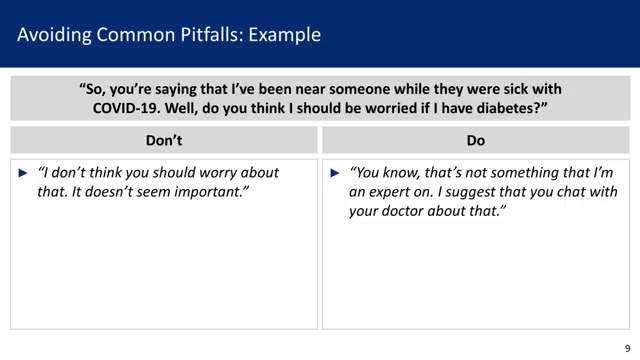 Avoiding Common Pitfalls: Example
“So, you’re saying that I’ve been near someone while they were sick with
COVID-19. Well, do you think I should be worried if I have diabetes?”
Don’t
Do
► “I don’t think you should worry about
that. It doesn’t seem important.”
► “You know, that’s not something that I’m
an expert on. I suggest that you chat with
your doctor about that.”
9